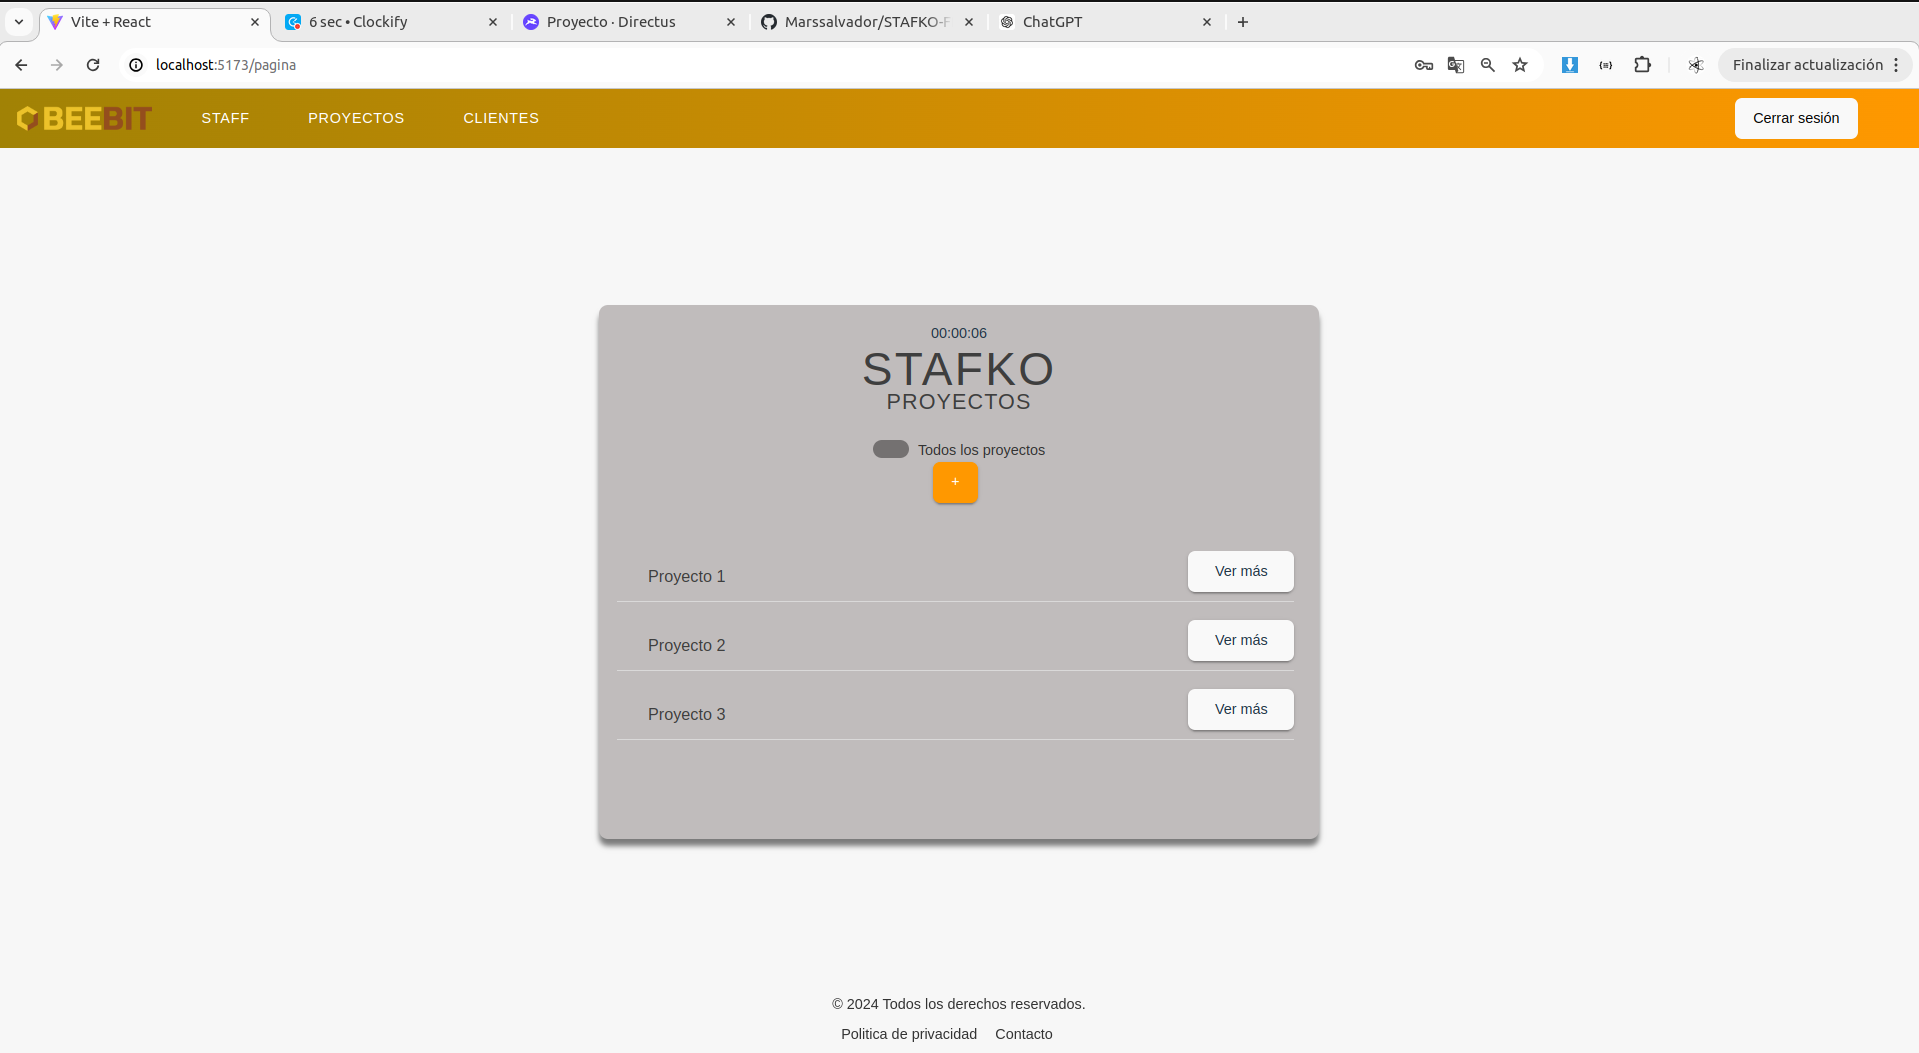 Vite + React
6 sec • Clockify
Proyecto · Directus
Marssalvador/STAFKO-F
ChatGPT
localhost:5173/pagina
Finalizar actualización
BEEBIT
STAFF
PROYECTOS
CLIENTES
Cerrar sesión
00:00:06
STAFKO
PROYECTOS
Todos los proyectos
+
Proyecto 1
Ver más
Proyecto 2
Ver más
Proyecto 3
Ver más
© 2024 Todos los derechos reservados.
Politica de privacidad Contacto